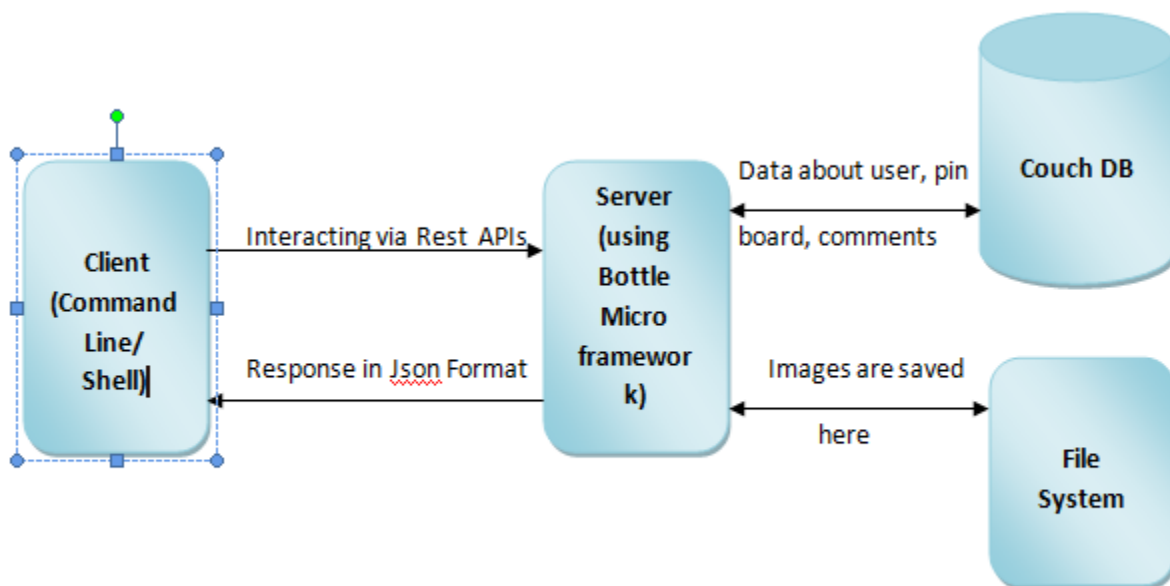 Client
(Command
Line/
Shell)
Interacting via Rest APIs
Response in Json Format
Server
(using
Bottle
Micro
framewor
k)
Data about user, pin
board, comments
Couch DB
Images are saved
here
File
System